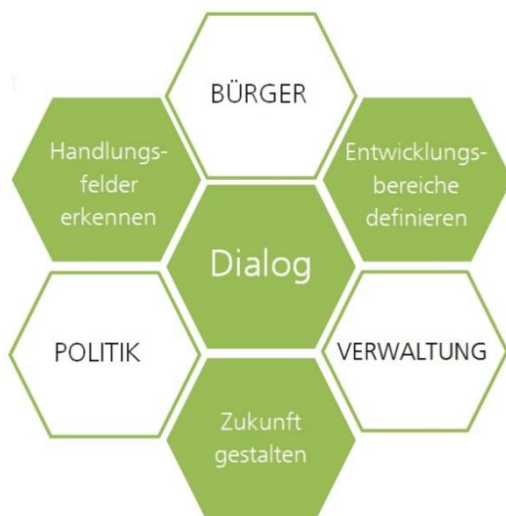 BÜRGER
Handlungs-
felder
erkennen
Entwicklungs-
bereiche
definieren
Dialog
POLITIK
VERWALTUNG
Zukunft
gestalten